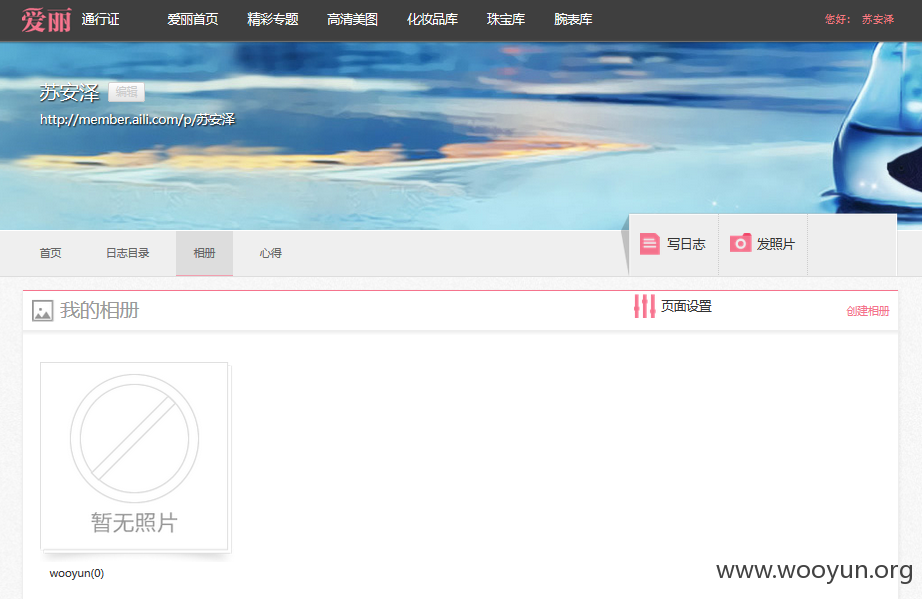 爱丽 通行证 爱丽首页 精彩专题 高清美图 化妆品库 珠宝库 腕表库 您好： 苏安泽
苏安泽 编辑
http://member.aili.com/p/苏安泽
首页 日志目录 相册 心得 写日志 发照片
我的相册 页面设置 创建相册
暂无照片
wooyun(0)
www.wooyun.org